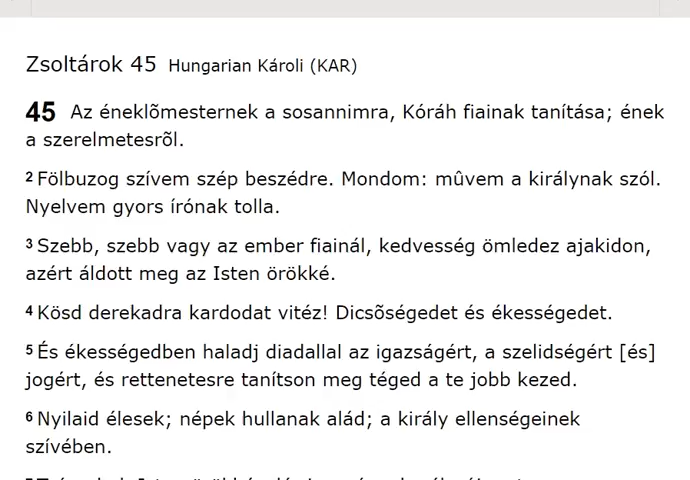 Zsoltárok 45 Hungarian Károli (KAR)
45 Az éneklõmesternek a sosannimra, Kóráh fiainak tanítása; ének
a szerelmetesrõl.
2 Fölbuzog szívem szép beszédre. Mondom: mûvem a királynak szól.
Nyelvem gyors írónak tolla.
3 Szebb, szebb vagy az ember fiainál, kedvesség ömledez ajakidon,
azért áldott meg az Isten örökké.
4 Kösd derekadra kardodat vitéz! Dicsõségedet és ékességedet.
5 És ékességedben haladj diadallal az igazságért, a szelidségért [és]
jogért, és rettenetesre tanítson meg téged a te jobb kezed.
6 Nyilaid élesek; népek hullanak alád; a király ellenségeinek
szívében.